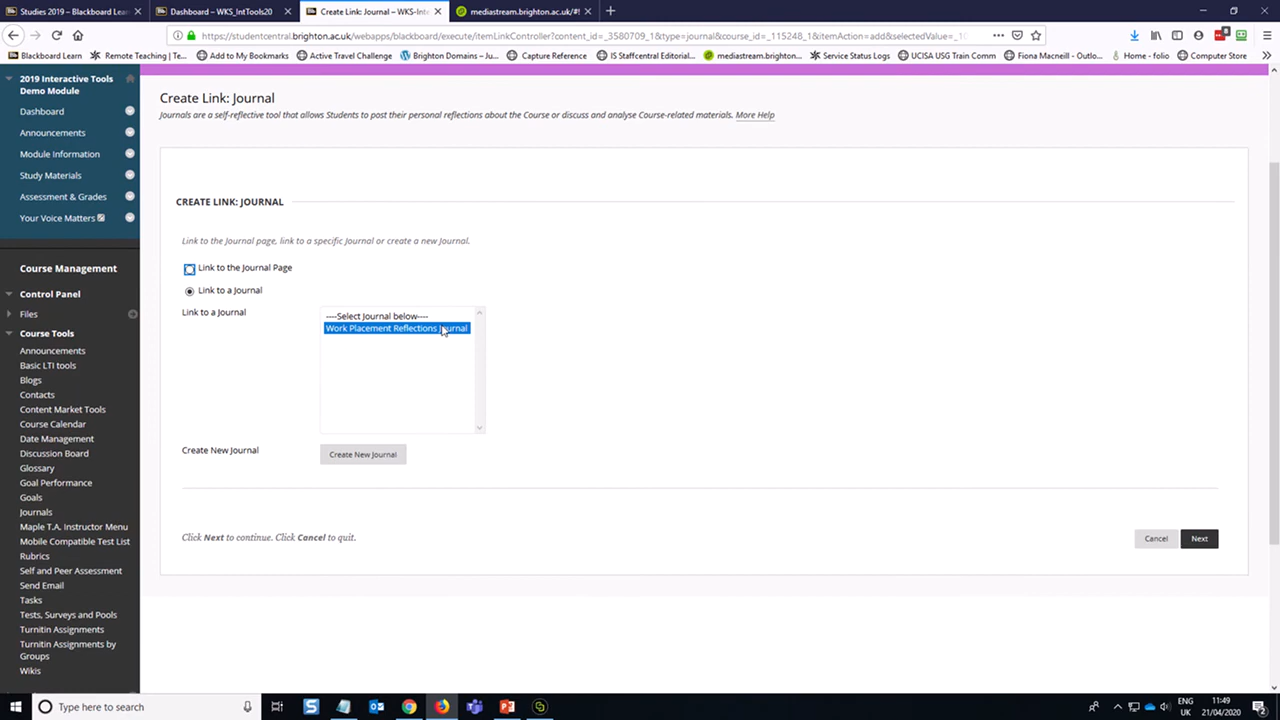 Studies 2019 – Blackboard Lear
Dashboard – WKS_IntTools20
Create Link: Journal – WKS-Inte
mediastream.brighton.ac.uk/#!
https://studentcentral.brighton.ac.uk/webapps/blackboard/execute/itemLinkController?content_id=_3580709_1&type=journal&course_id=_115248_1&itemAction=add&selectedValue=_1
Blackboard Learn
Remote Teaching | Te...
Add to My Bookmarks
Active Travel Challenge
Brighton Domains – Ju...
Capture Reference
IS Staffcentral Editorial...
mediastream.brighton...
Service Status Logs
UCISA USG Train Comm
Fiona Macneill - Outlo...
Home - folio
Computer Store
2019 Interactive Tools
Demo Module
Dashboard
Announcements
Module Information
Study Materials
Assessment & Grades
Your Voice Matters
Course Management
Control Panel
Files
Course Tools
Announcements
Basic LTI tools
Blogs
Contacts
Content Market Tools
Course Calendar
Date Management
Discussion Board
Glossary
Goal Performance
Goals
Journals
Maple T.A. Instructor Menu
Mobile Compatible Test List
Rubrics
Self and Peer Assessment
Send Email
Tasks
Tests, Surveys and Pools
Turnitin Assignments
Turnitin Assignments by
Groups
Wikis
Create Link: Journal
Journals are a self-reflective tool that allows Students to post their personal reflections about the Course or discuss and analyse Course-related materials. More Help
CREATE LINK: JOURNAL
Link to the Journal page, link to a specific Journal or create a new Journal.
Link to the Journal Page
Link to a Journal
Link to a Journal
----Select Journal below----
Work Placement Reflections Journal
Create New Journal
Create New Journal
Click Next to continue. Click Cancel to quit.
Cancel
Next
Type here to search
ENG
UK
11:49
21/04/2020
2